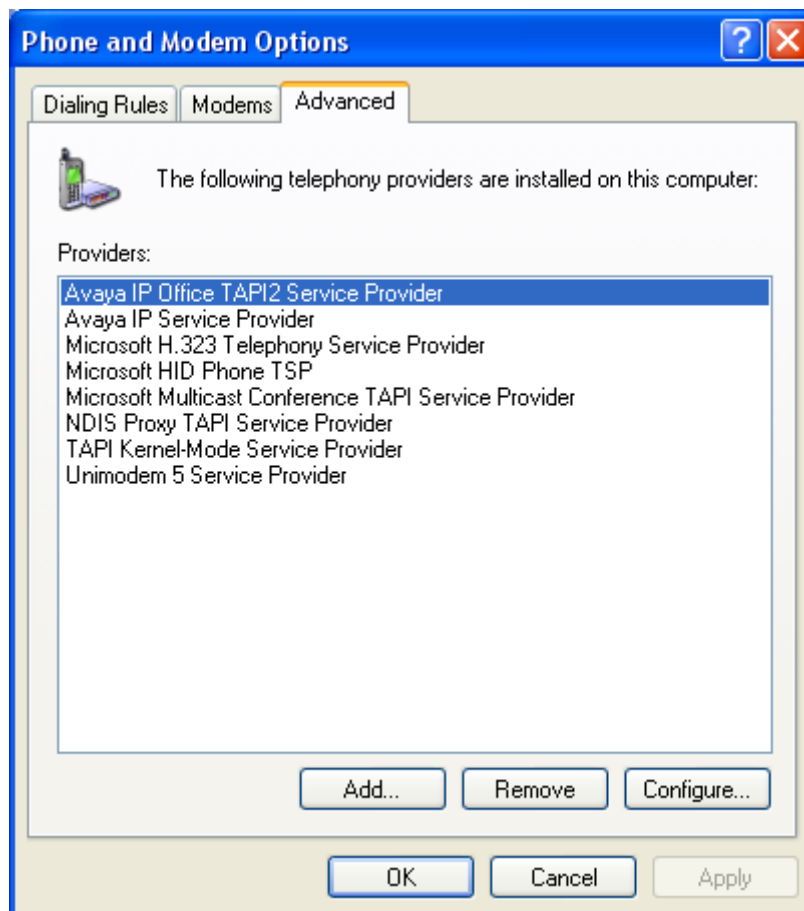 Phone and Modem Options
Dialing Rules Modems Advanced
The following telephony providers are installed on this computer:
Providers:
Avaya IP Office TAPI2 Service Provider
Avaya IP Service Provider
Microsoft H.323 Telephony Service Provider
Microsoft HID Phone TSP
Microsoft Multicast Conference TAPI Service Provider
NDIS Proxy TAPI Service Provider
TAPI Kernel-Mode Service Provider
Unimodem 5 Service Provider
Add... Remove Configure...
OK Cancel Apply